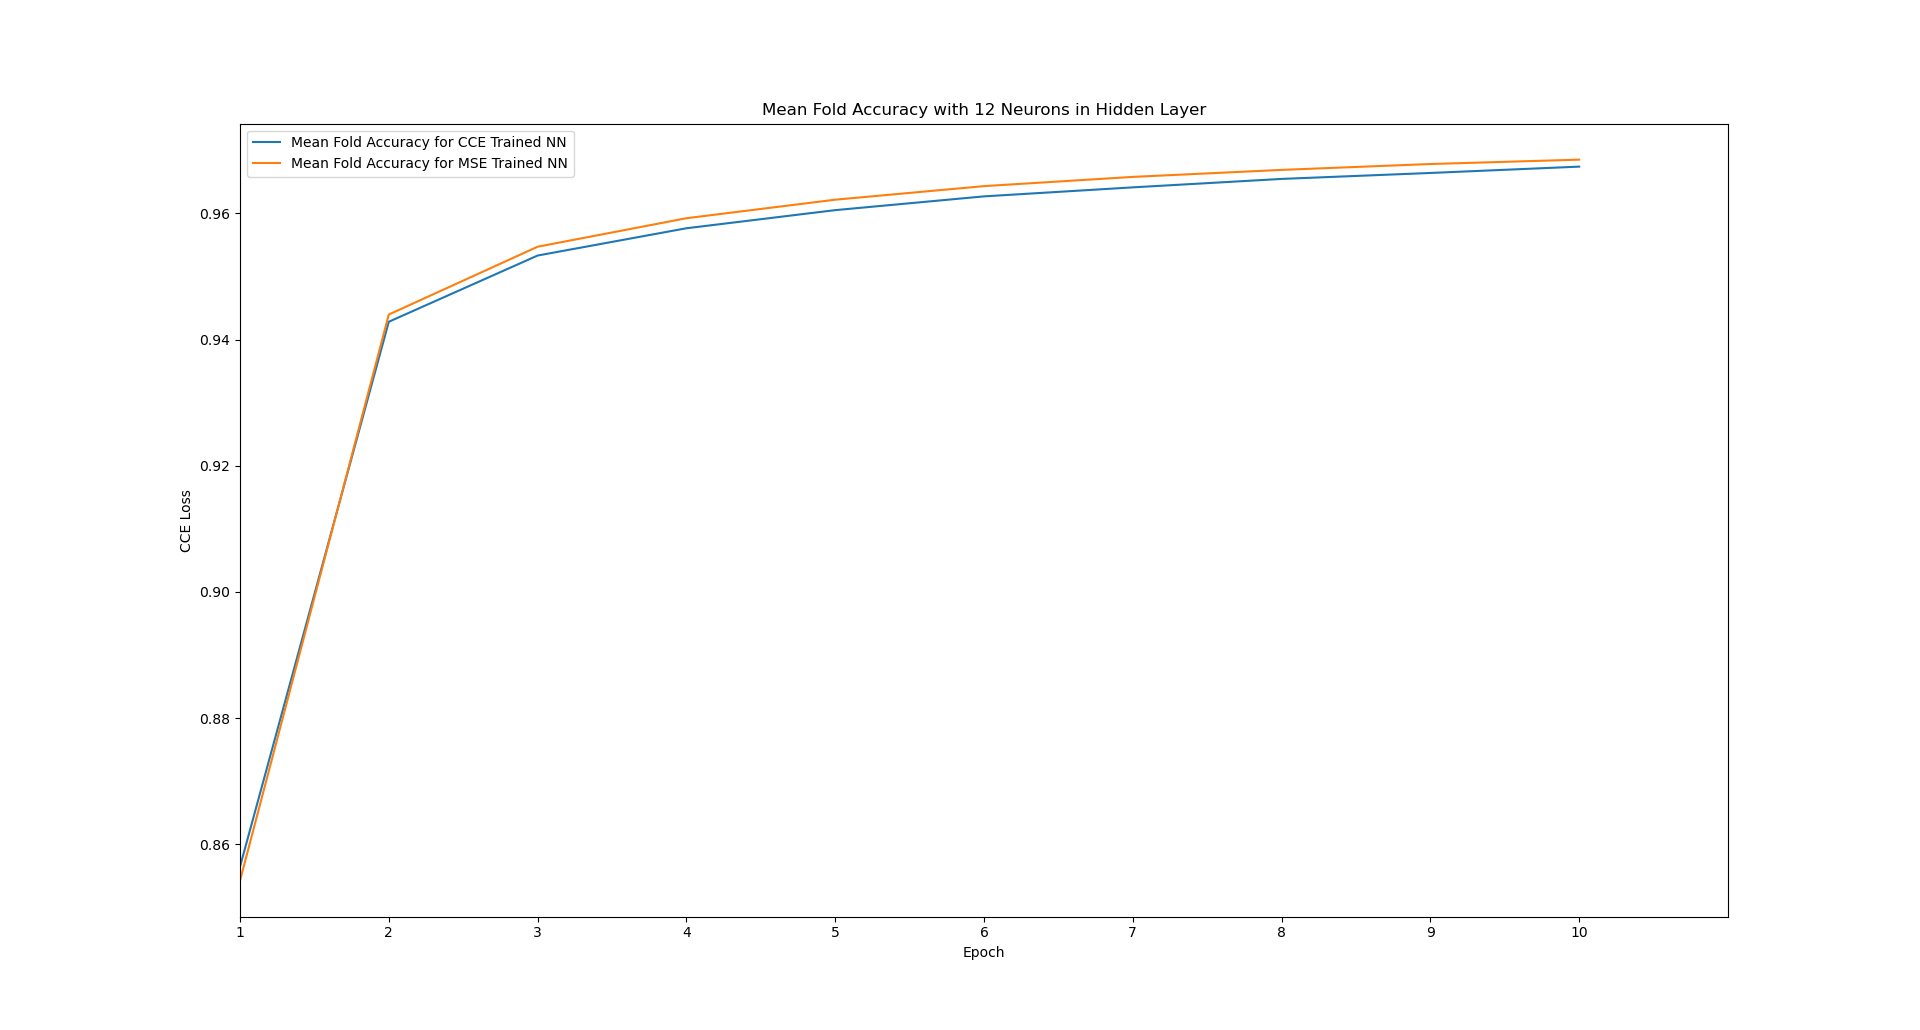 Mean Fold Accuracy with 12 Neurons in Hidden Layer
Mean Fold Accuracy for CCE Trained NN
Mean Fold Accuracy for MSE Trained NN
0.96
0.94
0.92
0.90
0.88
0.86
CCE Loss
1 2 3 4 5 6 7 8 9 10
Epoch